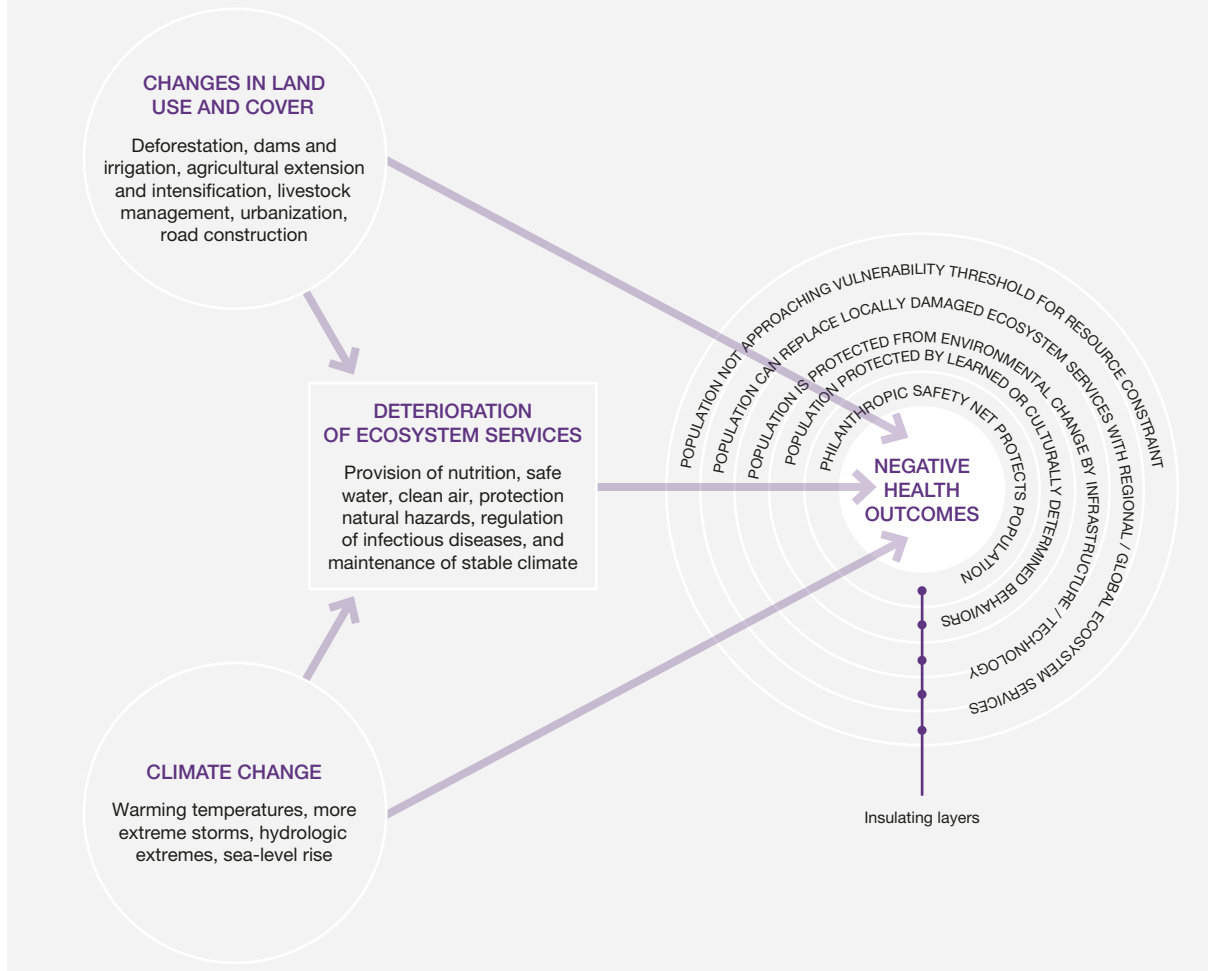 CHANGES IN LAND
USE AND COVER
Deforestation, dams and
irrigation, agricultural extension
and intensification, livestock
management, urbanization,
road construction
DETERIORATION
OF ECOSYSTEM SERVICES
Provision of nutrition, safe
water, clean air, protection
natural hazards, regulation
of infectious diseases, and
maintenance of stable climate
CLIMATE CHANGE
Warming temperatures, more
extreme storms, hydrologic
extremes, sea-level rise
POPULATION NOT APPROACHING VULNERABILITY THRESHOLD FOR RESOURCE CONSTRAINT
POPULATION CAN REPLACE LOCALLY DAMAGED ECOSYSTEM SERVICES WITH REGIONAL / GLOBAL ECOSYSTEM SERVICES
POPULATION IS PROTECTED FROM ENVIRONMENTAL CHANGE BY INFRASTRUCTURE / TECHNOLOGY
POPULATION PROTECTED BY LEARNED OR CULTURALLY DETERMINED BEHAVIORS
PHILANTHROPIC SAFETY NET PROTECTS POPULATION
NEGATIVE
HEALTH
OUTCOMES
Insulating layers